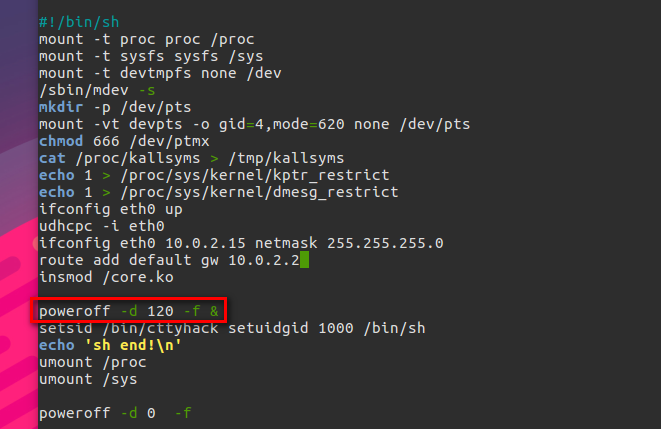 #!/bin/sh
mount -t proc proc /proc
mount -t sysfs sysfs /sys
mount -t devtmpfs none /dev
/sbin/mdev -s
mkdir -p /dev/pts
mount -vt devpts -o gid=4,mode=620 none /dev/pts
chmod 666 /dev/ptmx
cat /proc/kallsyms > /tmp/kallsyms
echo 1 > /proc/sys/kernel/kptr_restrict
echo 1 > /proc/sys/kernel/dmesg_restrict
ifconfig eth0 up
udhcpc -i eth0
ifconfig eth0 10.0.2.15 netmask 255.255.255.0
route add default gw 10.0.2.2
insmod /core.ko
poweroff -d 120 -f &
setsid /bin/cttyhack setuidgid 1000 /bin/sh
echo 'sh end!\n'
umount /proc
umount /sys
poweroff -d 0  -f